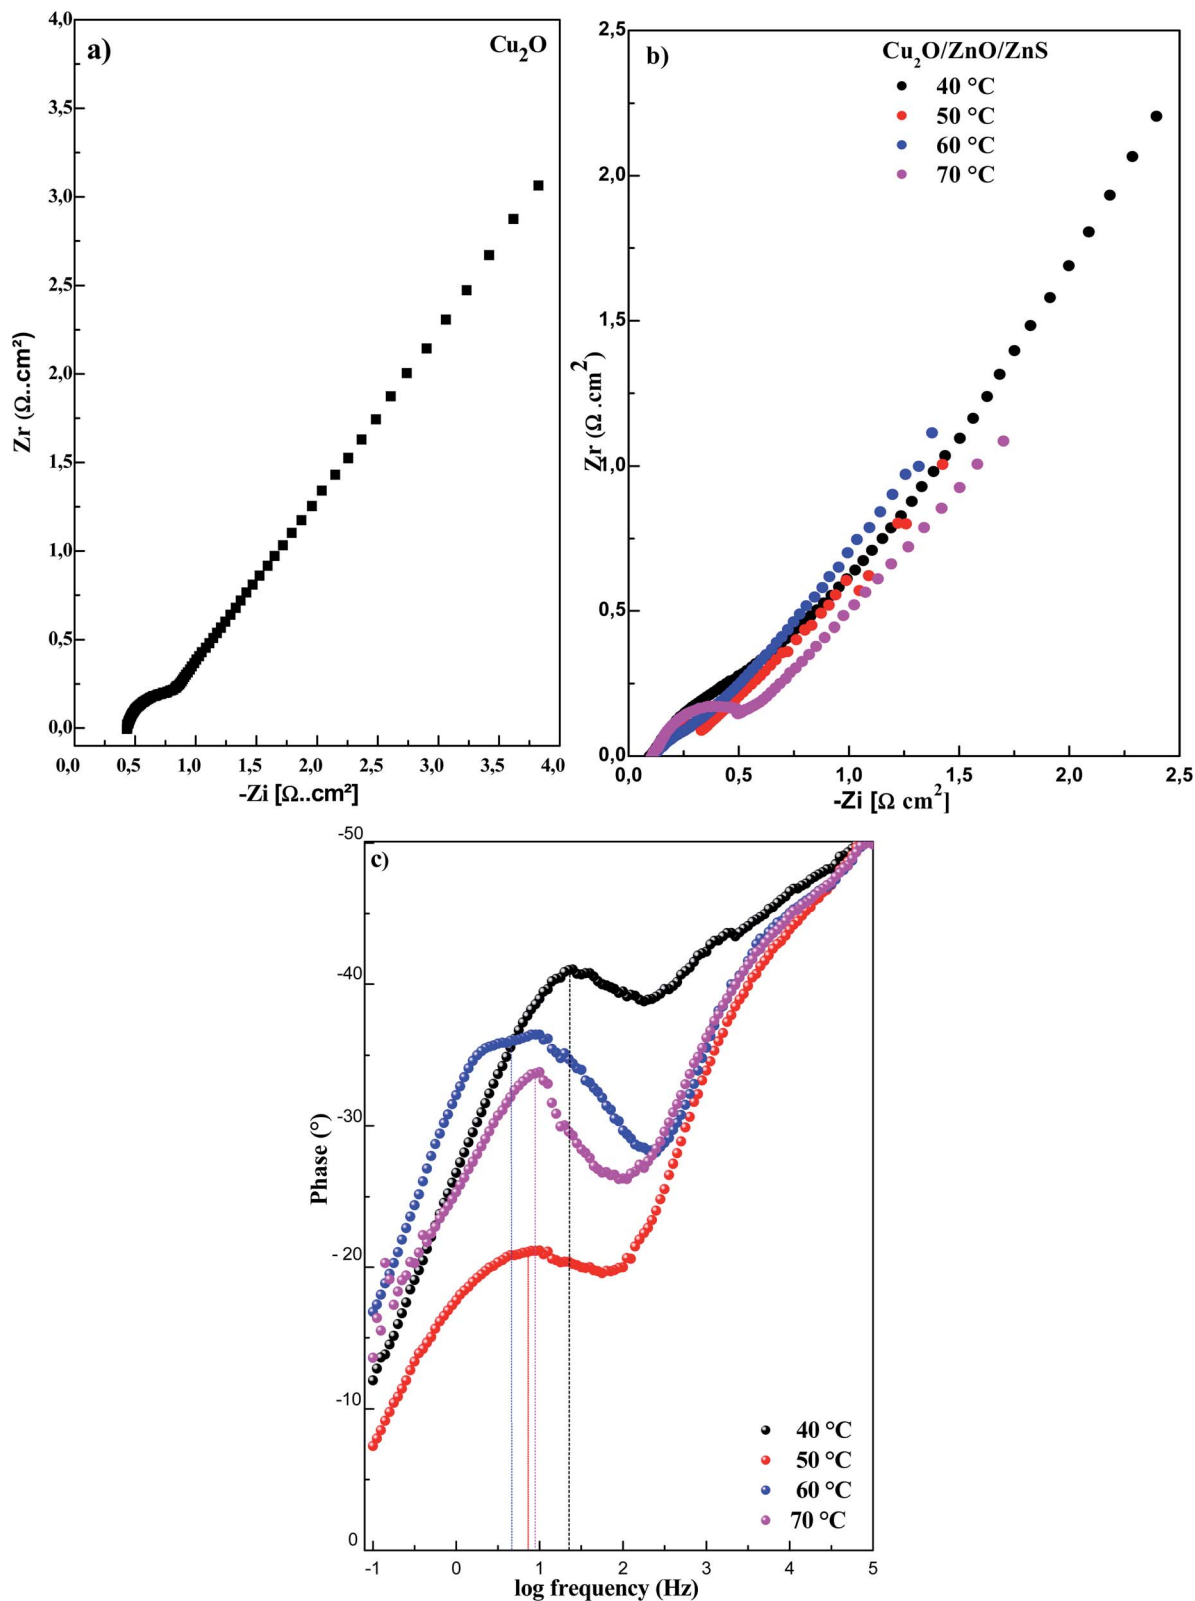 a)
Cu₂O
4,0
3,5
3,0
2,5
2,0
1,5
1,0
0,5
0,0
Zr (Ω..cm²)
0,0 0,5 1,0 1,5 2,0 2,5 3,0 3,5 4,0
-Zi [Ω..cm²]
b)
Cu₂O/ZnO/ZnS
40 °C
50 °C
60 °C
70 °C
2,5
2,0
1,5
1,0
0,5
0,0
Zr (Ω .cm²)
0,0 0,5 1,0 1,5 2,0 2,5
-Zi [Ω cm²]
c)
-50
-40
-30
-20
-10
0
Phase (°)
40 °C
50 °C
60 °C
70 °C
-1 0 1 2 3 4 5
log frequency (Hz)